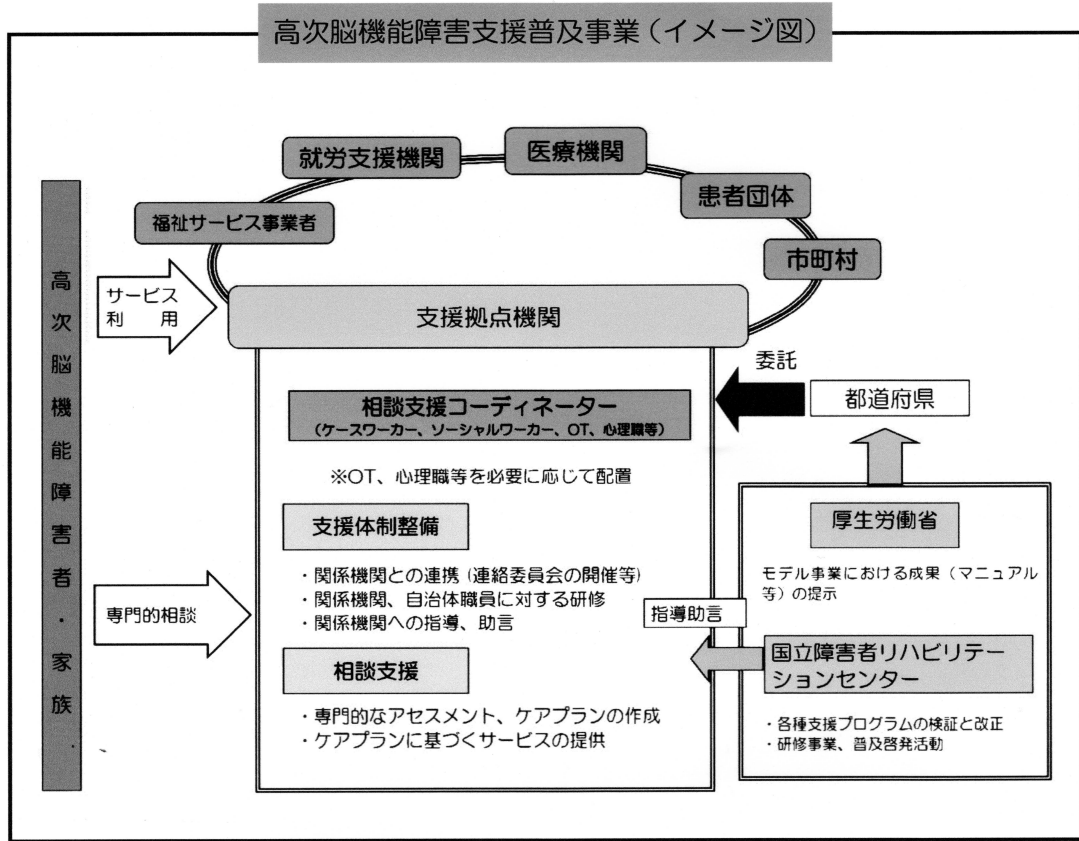 高次脳機能障害支援普及事業（イメージ図）
就労支援機関
医療機関
患者団体
福祉サービス事業者
市町村
高次脳機能障害者・家族
サービス
利　　用
支援拠点機関
委託
都道府県
相談支援コーディネーター
（ケースワーカー、ソーシャルワーカー、OT、心理職等）
※OT、心理職等を必要に応じて配置
支援体制整備
・関係機関との連携（連絡委員会の開催等）
・関係機関、自治体職員に対する研修
・関係機関への指導、助言
専門的相談
相談支援
・専門的なアセスメント、ケアプランの作成
・ケアプランに基づくサービスの提供
厚生労働省
モデル事業における成果（マニュアル
等）の提示
指導助言
国立障害者リハビリテー
ションセンター
・各種支援プログラムの検証と改正
・研修事業、普及啓発活動